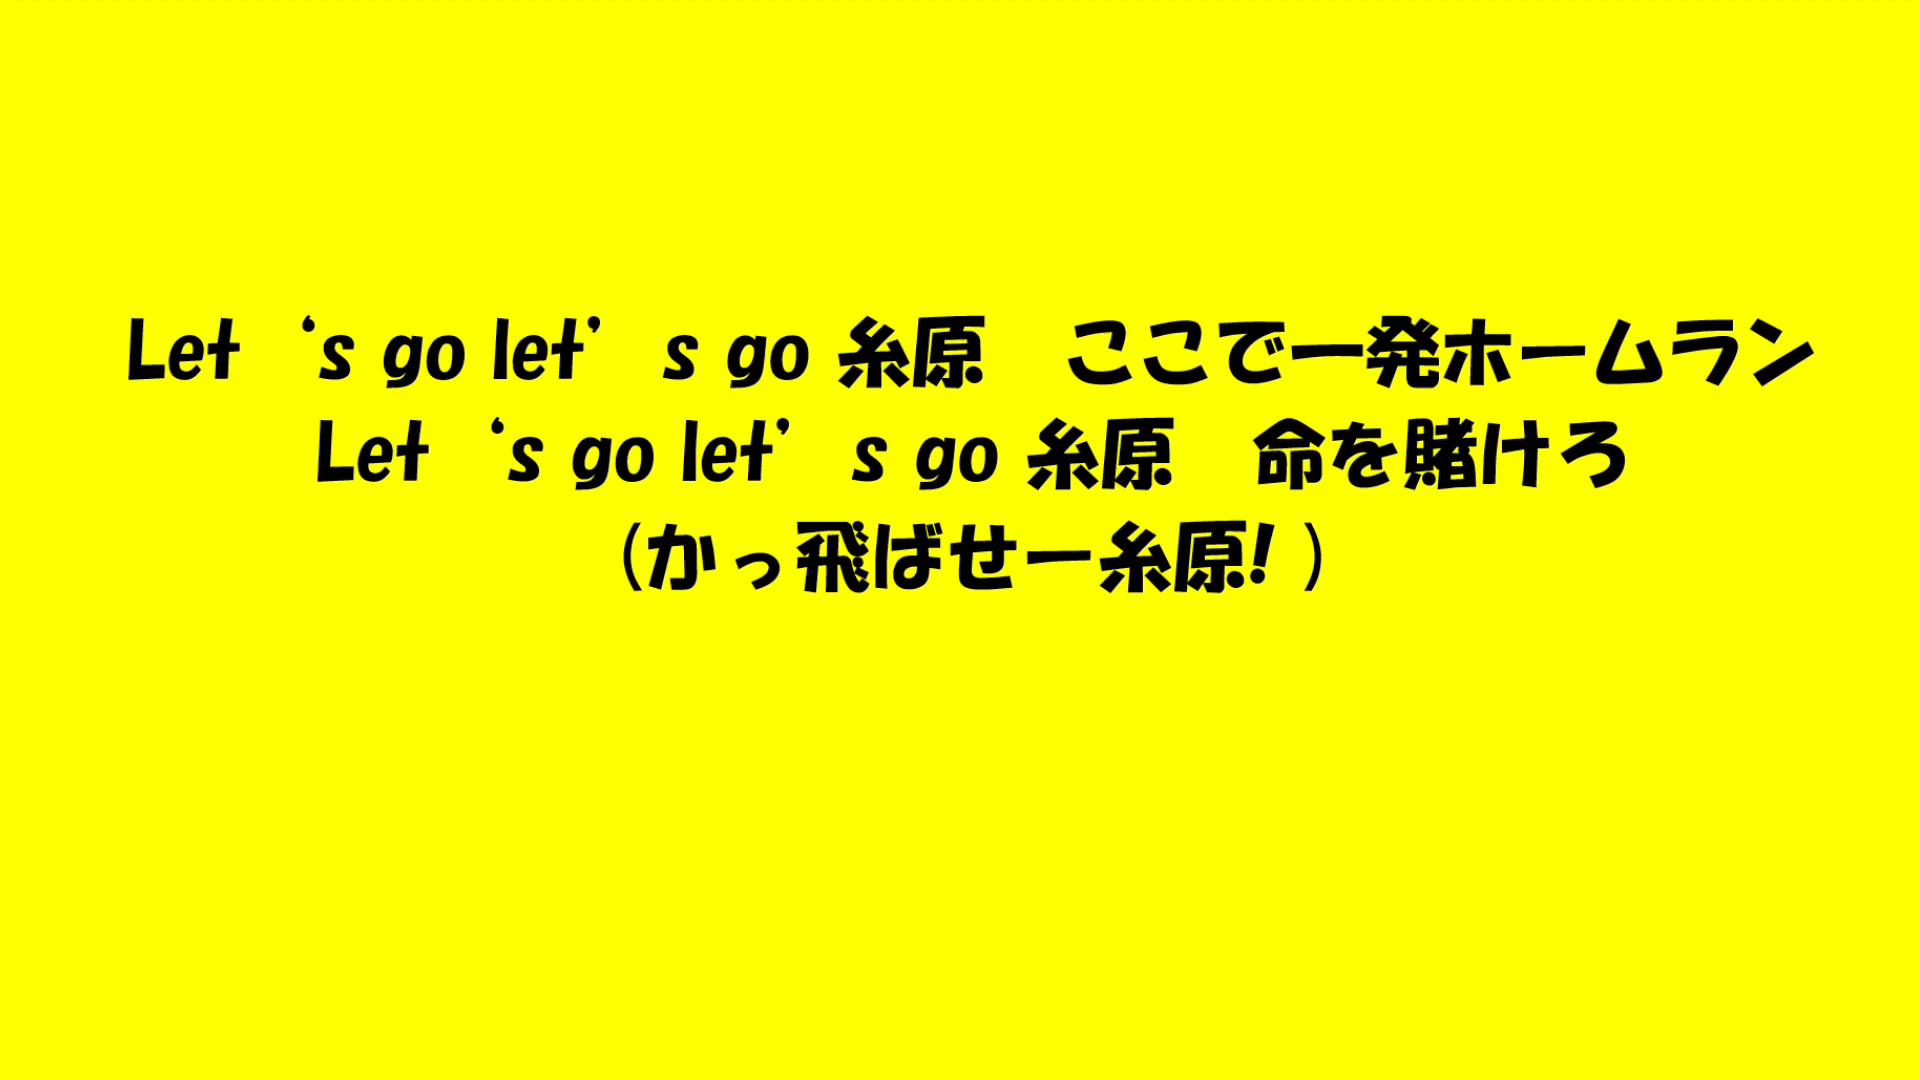 Let‘s go let’s go 糸原　ここで一発ホームラン
Let‘s go let’s go 糸原　命を賭けろ
(かっ飛ばせー糸原! )